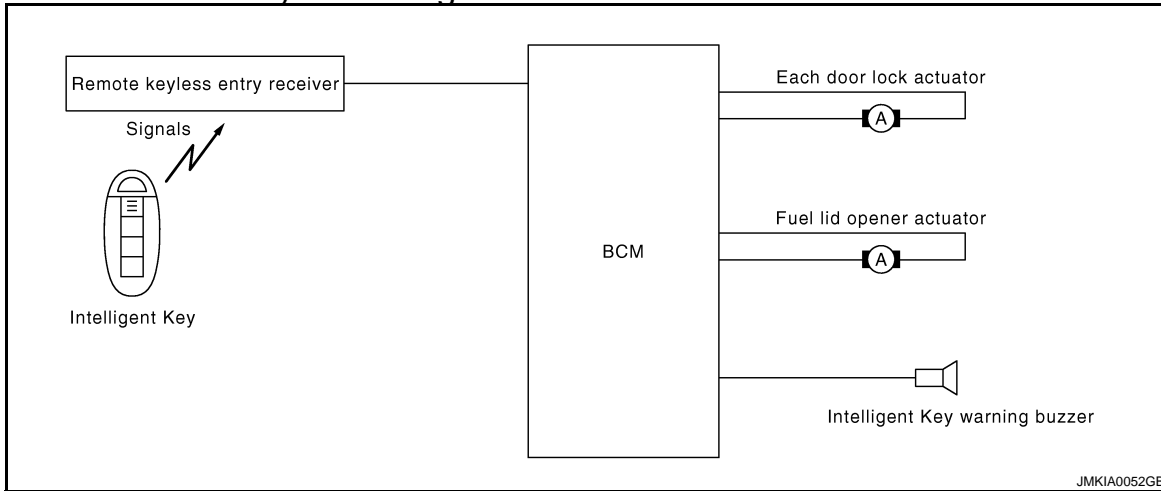 Remote keyless entry receiver
Signals
Intelligent Key
BCM
Each door lock actuator
A
Fuel lid opener actuator
A
Intelligent Key warning buzzer
JMKIA0052GB